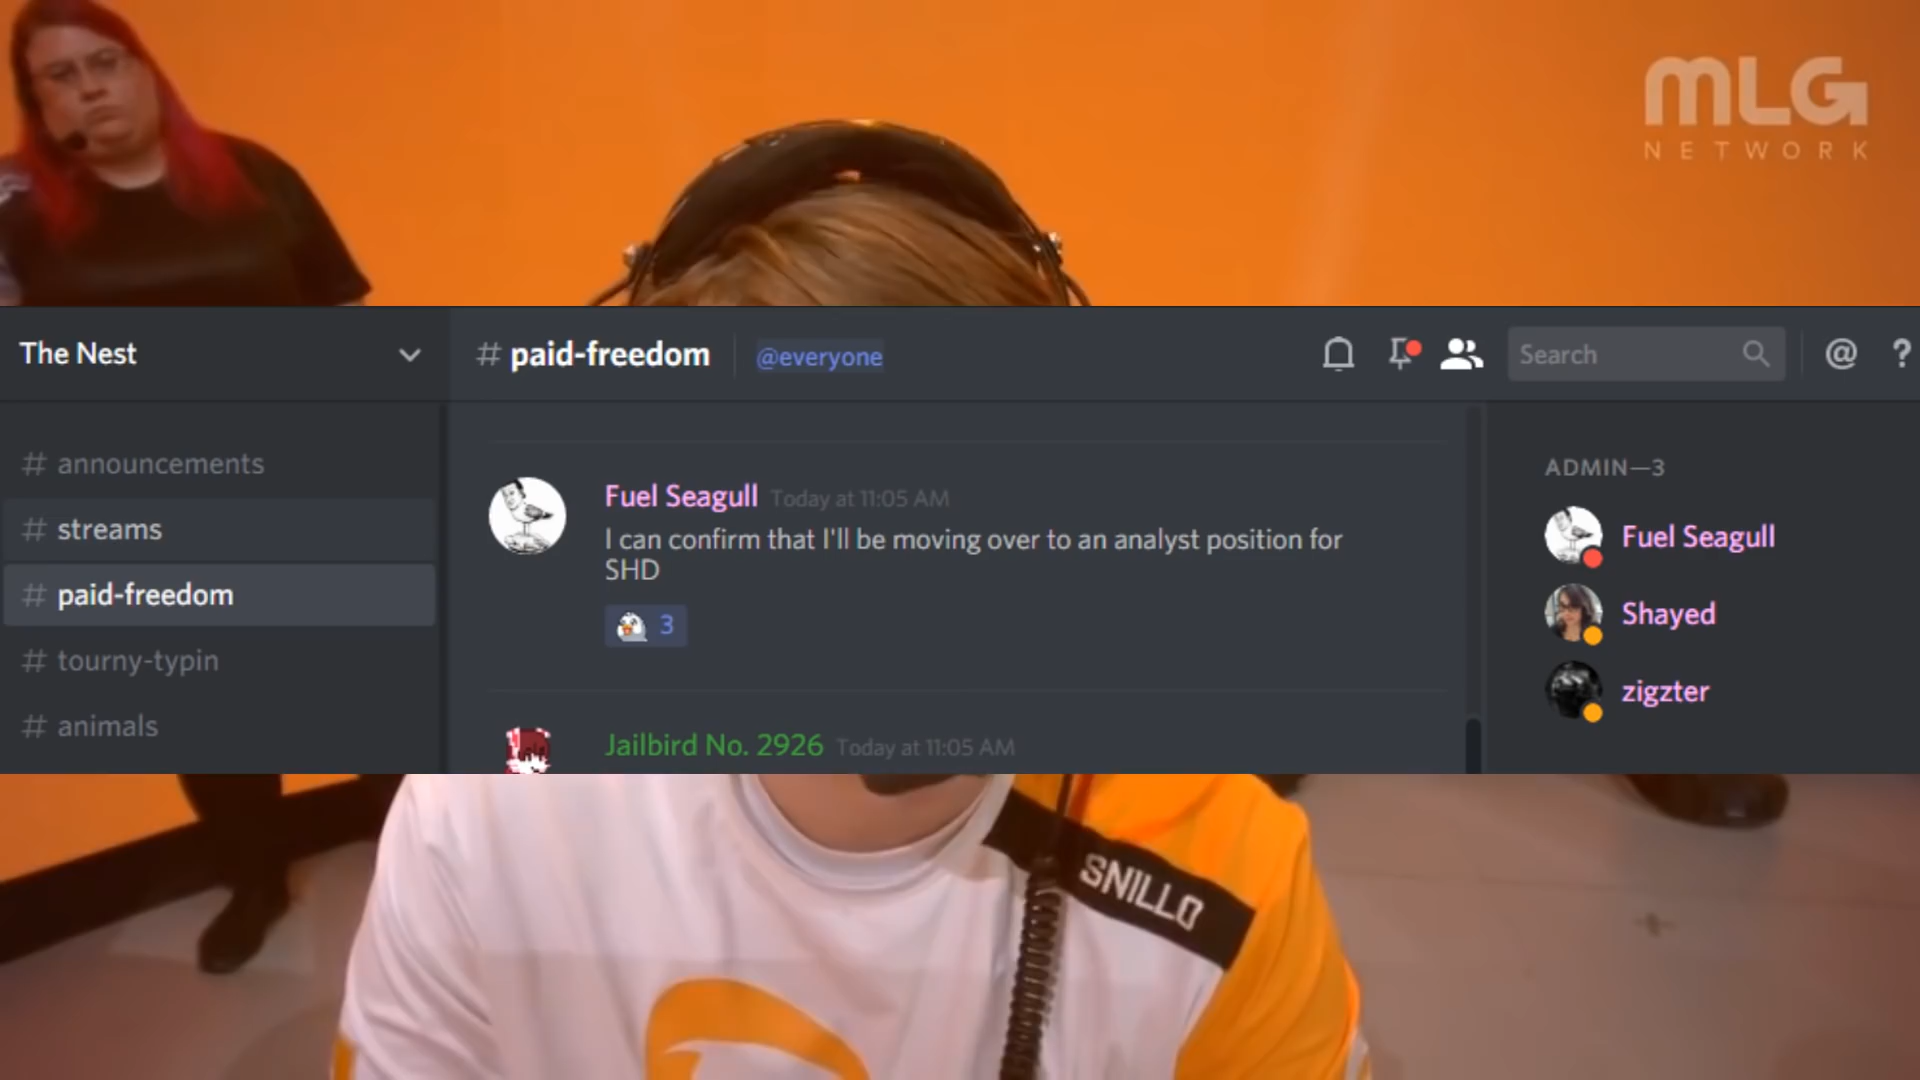 MLG
NETWORK
The Nest
# paid-freedom
@everyone
Search
@
?
# announcements
# streams
# paid-freedom
# tourny-typin
# animals
Fuel Seagull Today at 11:05 AM
I can confirm that I'll be moving over to an analyst position for
SHD
3
Jailbird No. 2926 Today at 11:05 AM
ADMIN—3
Fuel Seagull
Shayed
zigzter
SNILLO